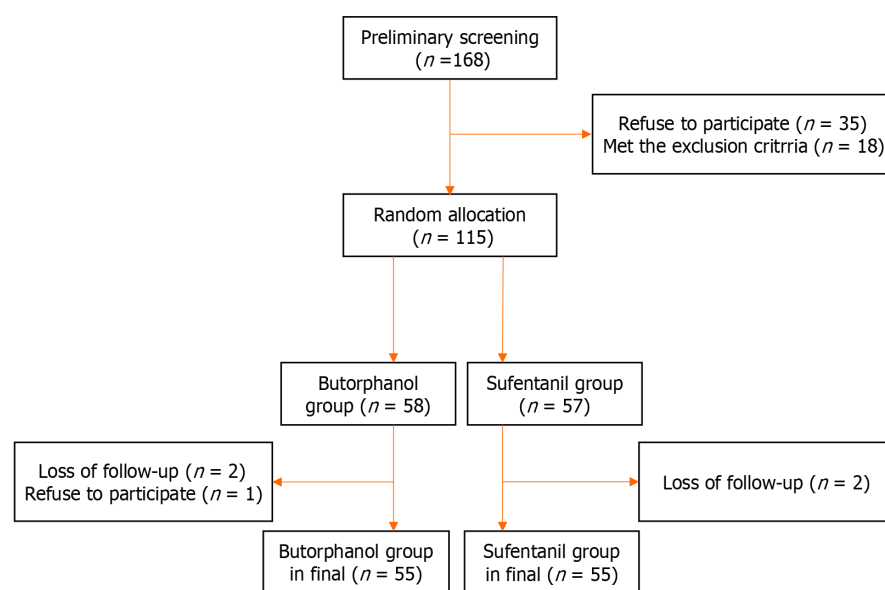 Preliminary screening
(n =168)
Refuse to participate (n = 35)
Met the exclusion critrria (n = 18)
Random allocation
(n = 115)
Butorphanol
group (n = 58)
Sufentanil group
(n = 57)
Loss of follow-up (n = 2)
Refuse to participate (n = 1)
Loss of follow-up (n = 2)
Butorphanol group
in final (n = 55)
Sufentanil group
in final (n = 55)